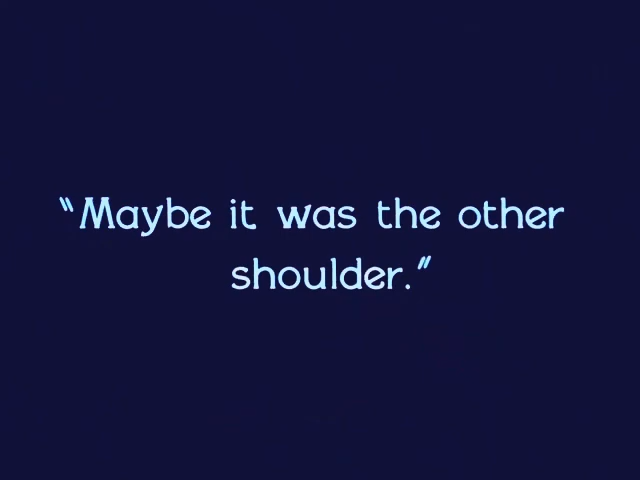 “Maybe it was the other
shoulder.”